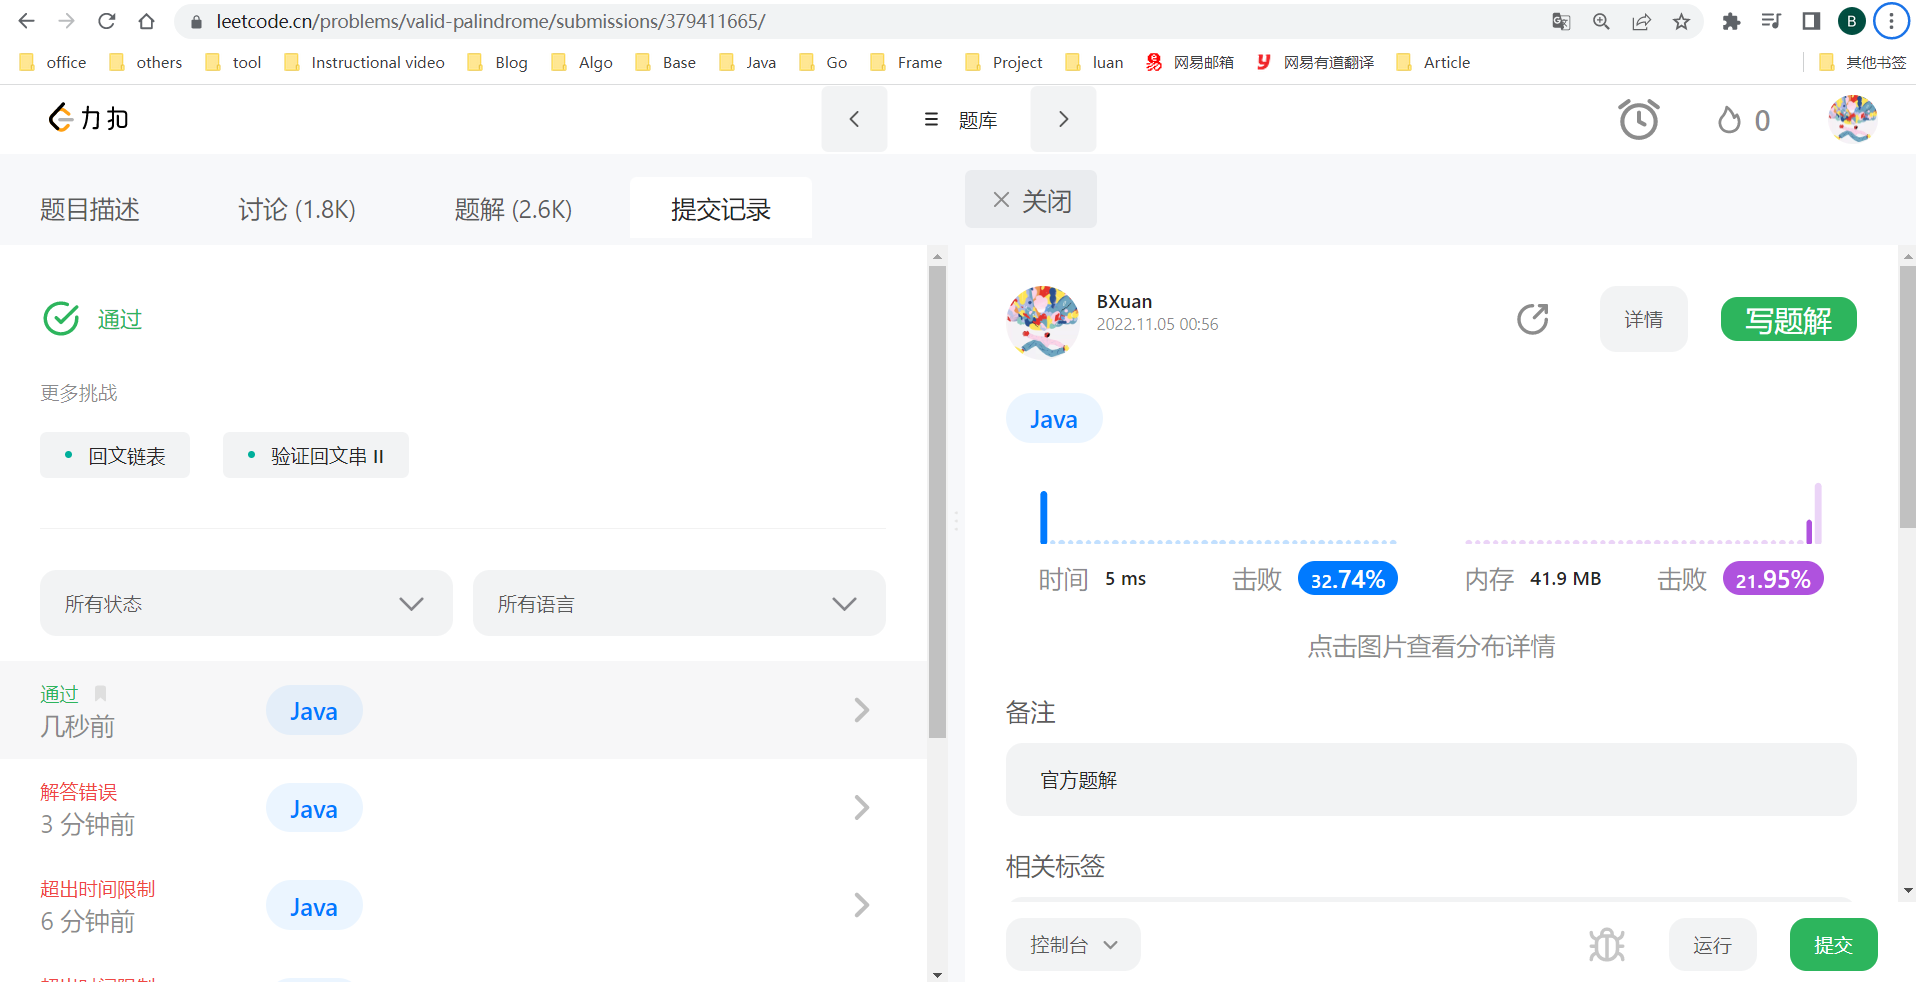 leetcode.cn/problems/valid-palindrome/submissions/379411665/
B
office others tool Instructional video Blog Algo Base Java Go Frame Project luan 网易邮箱 y 网易有道翻译 Article 其他书签
力扣 题库 0
题目描述 讨论 (1.8K) 题解 (2.6K) 提交记录
关闭
通过
更多挑战
回文链表 验证回文串 II
所有状态 所有语言
通过
几秒前
Java
解答错误
3 分钟前
Java
超出时间限制
6 分钟前
Java
超出时间限制
BXuan
2022.11.05 00:56
详情 写题解
Java
时间 5 ms 击败 32.74% 内存 41.9 MB 击败 21.95%
点击图片查看分布详情
备注
官方题解
相关标签
控制台 运行 提交